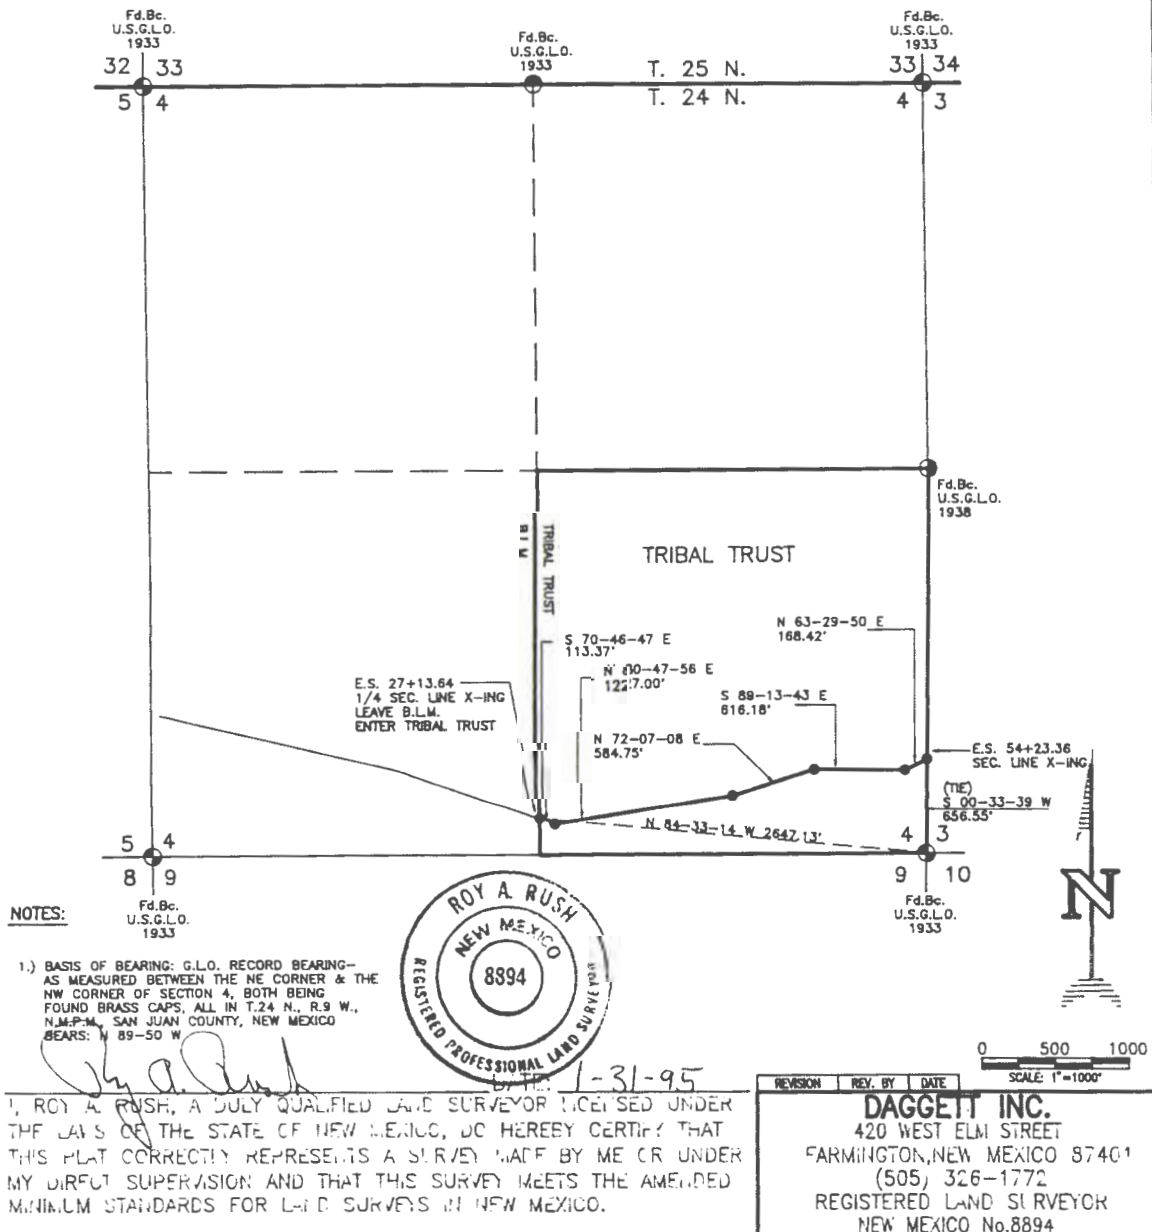 Fd.Bc.
U.S.G.L.O.
1933
Fd.Bc.
U.S.G.L.O.
1933
Fd.Bc.
U.S.G.L.O.
1933
32 33
5 4
T. 25 N.
T. 24 N.
33 34
4 3
Fd.Bc.
U.S.G.L.O.
1938
TRIBAL TRUST
TRIBAL TRUST
S 70-46-47 E
113.37'
-47-56 E
N 63-29-50 E
168.42'
S 89-13-43 E
616.18'
N 72-07-08 E
584.75'
E.S. 27+13.64
1/4 SEC. LINE X-ING
LEAVE B.L.M.
ENTER TRIBAL TRUST
E.S. 54+23.36
SEC. LINE X-ING
(TIE)
S 00-33-39 W
656.55'
N 84-33-14 W 2647.13'
5 4
8 9
4 3
9 10
Fd.Bc.
U.S.G.L.O.
1933
Fd.Bc.
U.S.G.L.O.
1933
N
NOTES:
1.) BASIS OF BEARING: G.L.O. RECORD BEARING-
AS MEASURED BETWEEN THE NE CORNER & THE
NW CORNER OF SECTION 4, BOTH BEING
FOUND BRASS CAPS, ALL IN T.24 N., R.9 W.,
N.M.P.M., SAN JUAN COUNTY, NEW MEXICO
BEARS: N 89-50 W
ROY A. RUSH
NEW MEXICO
8894
REGISTERED PROFESSIONAL LAND SURVEYOR
Roy A. Rush
DATE: 1-31-95
I, ROY A. RUSH, A DULY QUALIFIED LAND SURVEYOR LICENSED UNDER
THE LAWS OF THE STATE OF NEW MEXICO, DO HEREBY CERTIFY THAT
THIS PLAT CORRECTLY REPRESENTS A SURVEY MADE BY ME OR UNDER
MY DIRECT SUPERVISION AND THAT THIS SURVEY MEETS THE AMENDED
MINIMUM STANDARDS FOR LAND SURVEYS IN NEW MEXICO.
0 500 1000
SCALE: 1"=1000'
REVISION REV. BY DATE
DAGGETT INC.
420 WEST ELM STREET
FARMINGTON, NEW MEXICO 87401
(505) 326-1772
REGISTERED LAND SURVEYOR
NEW MEXICO No.8894